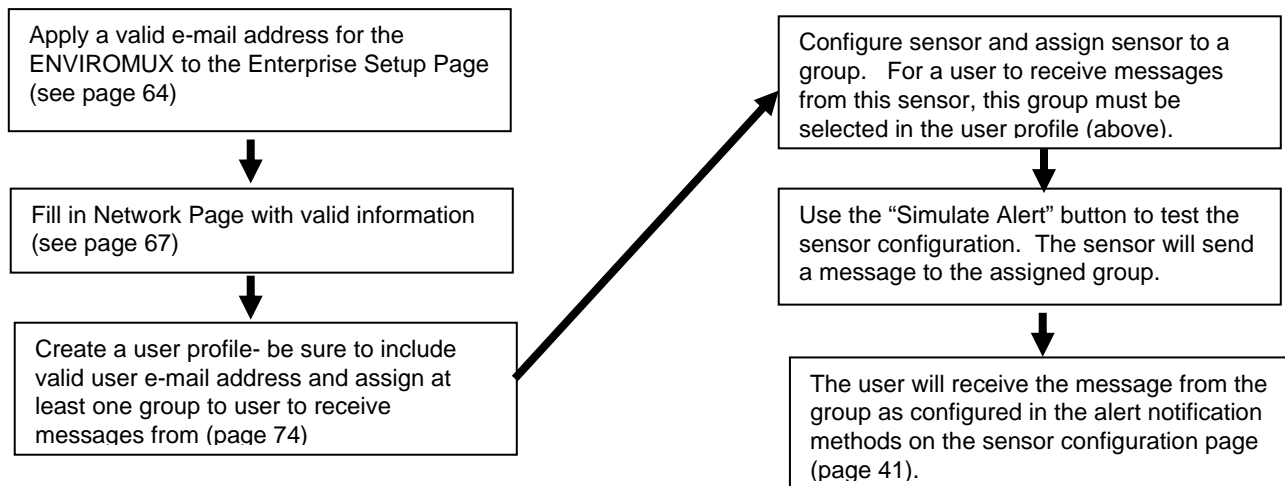 Apply a valid e-mail address for the
ENVIROMUX to the Enterprise Setup Page
(see page 64)
Fill in Network Page with valid information
(see page 67)
Create a user profile- be sure to include
valid user e-mail address and assign at
least one group to user to receive
messages from (page 74)
Configure sensor and assign sensor to a
group.   For a user to receive messages
from this sensor, this group must be
selected in the user profile (above).
Use the “Simulate Alert” button to test the
sensor configuration.  The sensor will send
a message to the assigned group.
The user will receive the message from the
group as configured in the alert notification
methods on the sensor configuration page
(page 41).